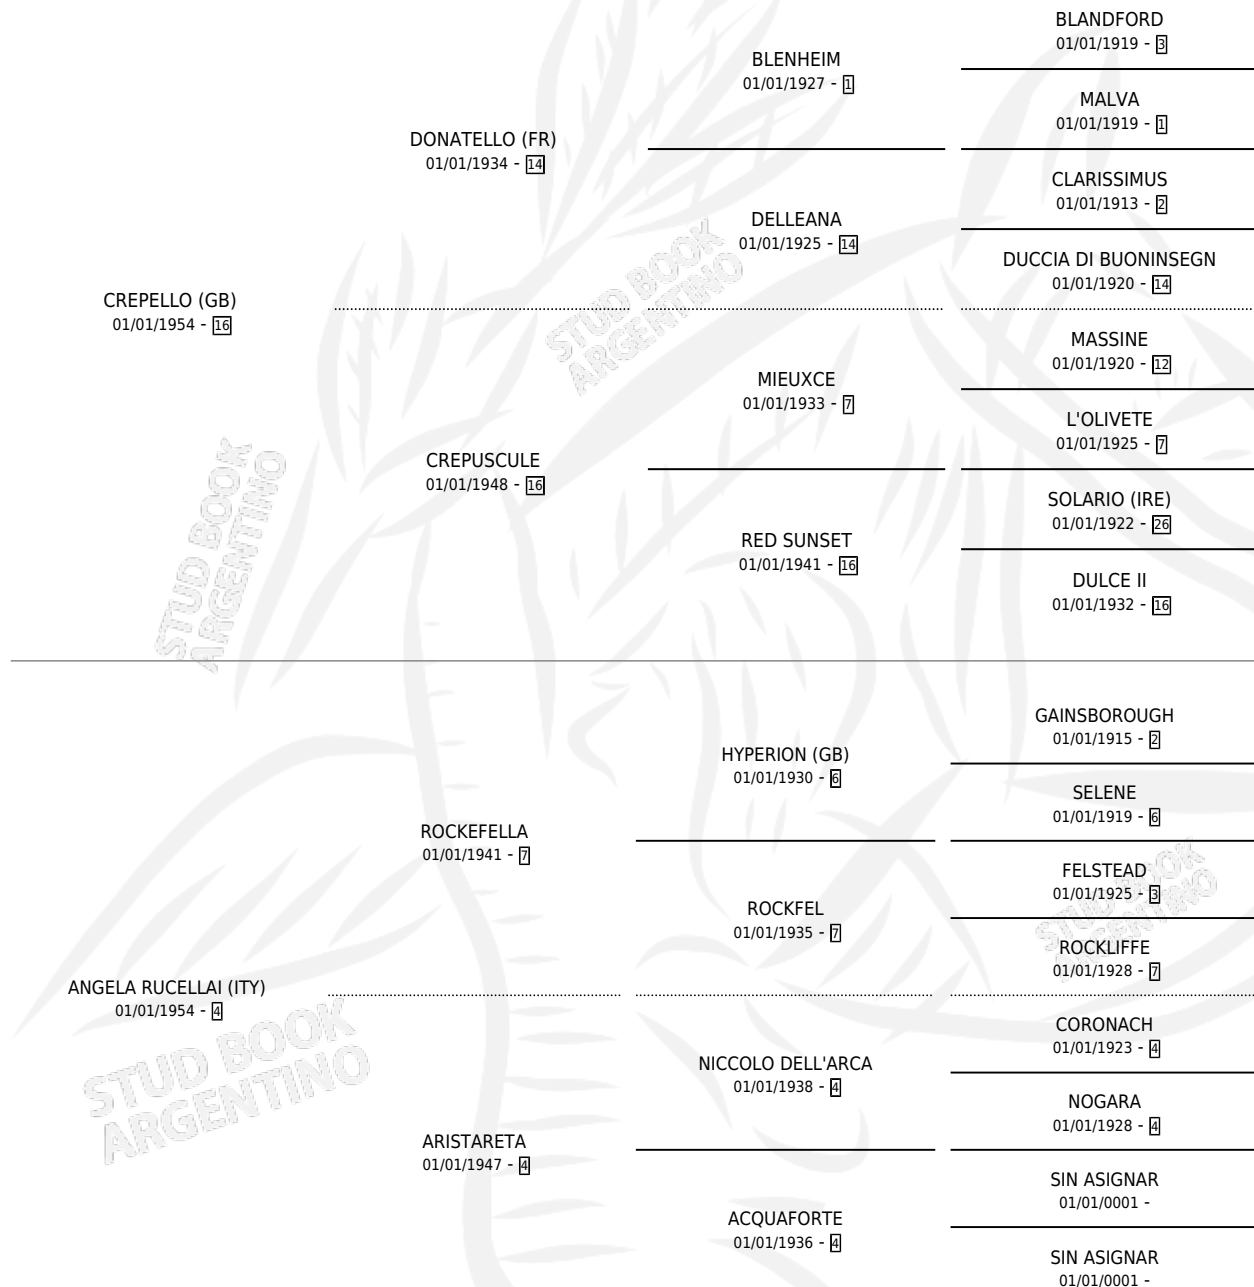 BLANDFORD
01/01/1919 - 3
BLENHEIM
01/01/1927 - 1
MALVA
01/01/1919 - 1
DONATELLO (FR)
01/01/1934 - 14
CLARISSIMUS
01/01/1913 - 2
DELLEANA
01/01/1925 - 14
DUCCIA DI BUONINSEGN
01/01/1920 - 14
CREPELLO (GB)
01/01/1954 - 16
MASSINE
01/01/1920 - 12
MIEUXCE
01/01/1933 - 7
L'OLIVETE
01/01/1925 - 7
CREPUSCULE
01/01/1948 - 16
SOLARIO (IRE)
01/01/1922 - 26
RED SUNSET
01/01/1941 - 16
DULCE II
01/01/1932 - 16
GAINSBOROUGH
01/01/1915 - 2
HYPERION (GB)
01/01/1930 - 6
SELENE
01/01/1919 - 6
ROCKEFELLA
01/01/1941 - 7
FELSTEAD
01/01/1925 - 3
ROCKFEL
01/01/1935 - 7
ROCKLIFFE
01/01/1928 - 7
ANGELA RUCELLAI (ITY)
01/01/1954 - 4
CORONACH
01/01/1923 - 4
NICCOLO DELL'ARCA
01/01/1938 - 4
NOGARA
01/01/1928 - 4
ARISTARETA
01/01/1947 - 4
SIN ASIGNAR
01/01/0001 -
ACQUAFORTE
01/01/1936 - 4
SIN ASIGNAR
01/01/0001 -
STUD BOOK
ARGENTINO
STUD BOOK
ARGENTINO
STUD BOOK
ARGENTINO
STUD BOOK
ARGENTINO